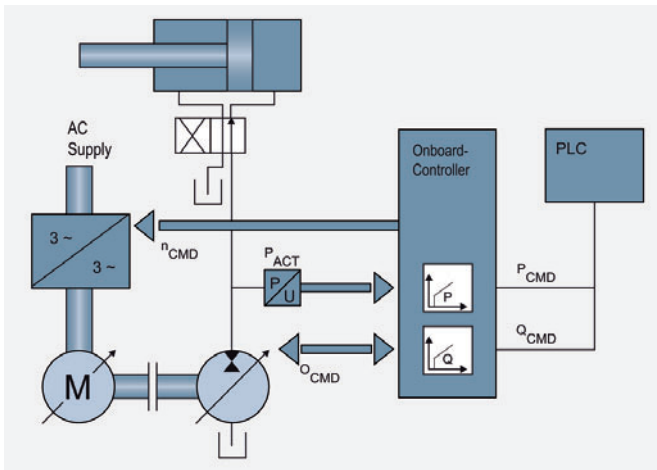 AC
Supply
Onboard-
Controller
PLC
3 ~
3 ~
nCMD
PACT
P
U
P
PCMD
QCMD
Q
OCMD
M